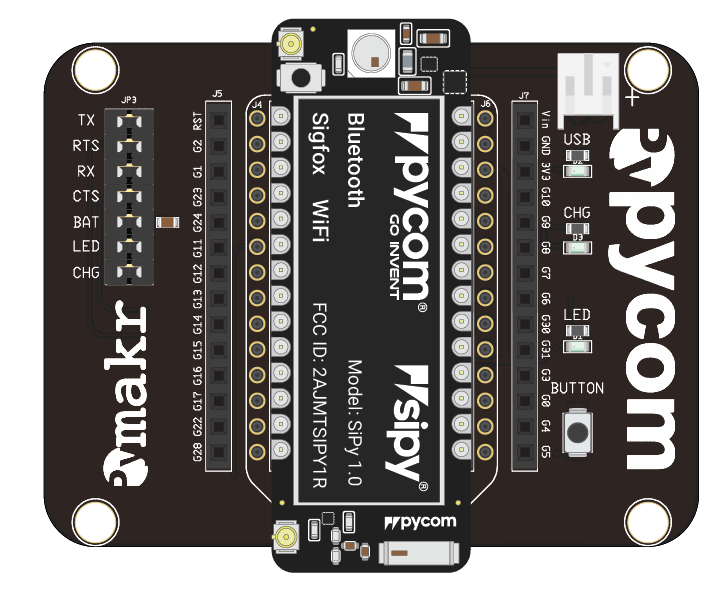 JP3
TX
RTS
RX
CTS
BAT
LED
CHG
pymakr
J5
RST
G2
G1
G23
G24
G11
G12
G13
G14
G15
G16
G17
G22
G28
J4
pycom®
GO INVENT
sipy®
Bluetooth
Model: SiPy 1.0
Sigfox WiFi
FCC ID: 2AJMTSIPY1R
pycom
J6
J7
Vin
GND
3V3
G10
G9
G8
G7
G6
G30
G31
G3
G0
G4
G5
+
USB
D2
CHG
D3
LED
D1
BUTTON
pycom